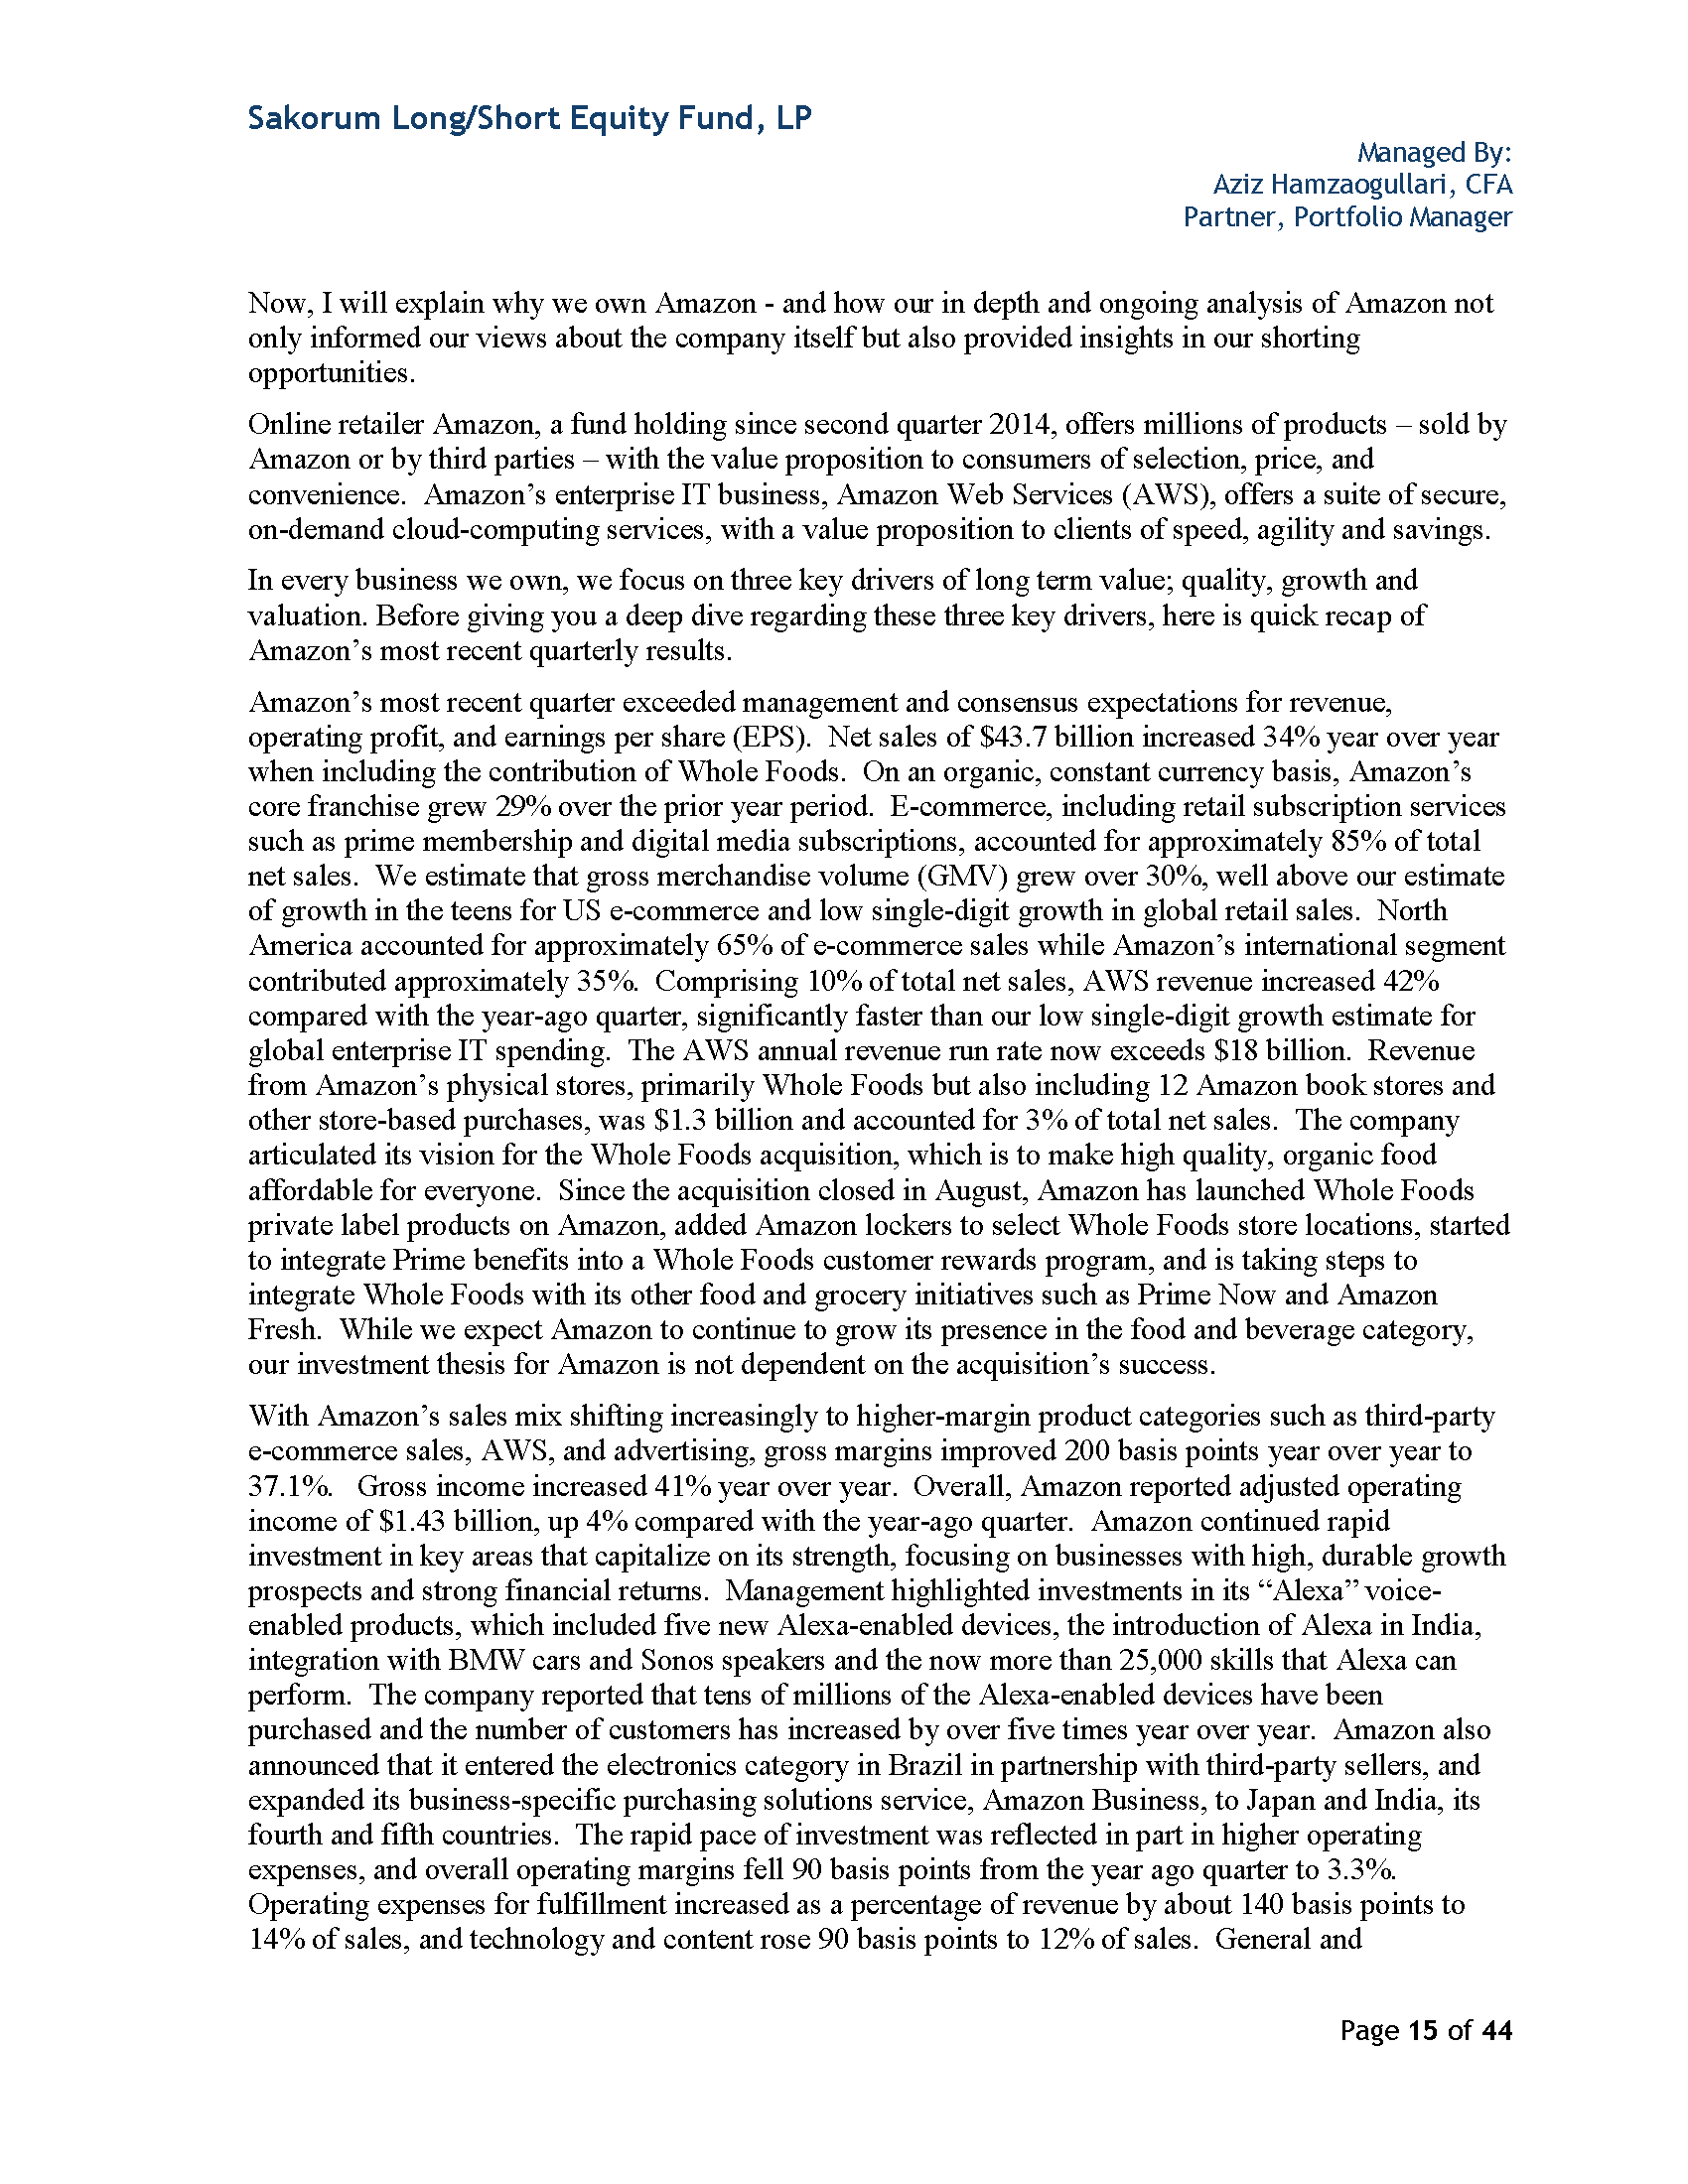 Sakorum Long/Short Equity Fund, LP
Managed By:
Aziz Hamzaogullari, CFA
Partner, Portfolio Manager
Now, I will explain why we own Amazon - and how our in depth and ongoing analysis of Amazon not
only informed our views about the company itself but also provided insights in our shorting
opportunities.
Online retailer Amazon, a fund holding since second quarter 2014, offers millions of products – sold by
Amazon or by third parties – with the value proposition to consumers of selection, price, and
convenience.  Amazon’s enterprise IT business, Amazon Web Services (AWS), offers a suite of secure,
on-demand cloud-computing services, with a value proposition to clients of speed, agility and savings.
In every business we own, we focus on three key drivers of long term value; quality, growth and
valuation. Before giving you a deep dive regarding these three key drivers, here is quick recap of
Amazon’s most recent quarterly results.
Amazon’s most recent quarter exceeded management and consensus expectations for revenue,
operating profit, and earnings per share (EPS).  Net sales of $43.7 billion increased 34% year over year
when including the contribution of Whole Foods.  On an organic, constant currency basis, Amazon’s
core franchise grew 29% over the prior year period.  E-commerce, including retail subscription services
such as prime membership and digital media subscriptions, accounted for approximately 85% of total
net sales.  We estimate that gross merchandise volume (GMV) grew over 30%, well above our estimate
of growth in the teens for US e-commerce and low single-digit growth in global retail sales.  North
America accounted for approximately 65% of e-commerce sales while Amazon’s international segment
contributed approximately 35%.  Comprising 10% of total net sales, AWS revenue increased 42%
compared with the year-ago quarter, significantly faster than our low single-digit growth estimate for
global enterprise IT spending.  The AWS annual revenue run rate now exceeds $18 billion.  Revenue
from Amazon’s physical stores, primarily Whole Foods but also including 12 Amazon book stores and
other store-based purchases, was $1.3 billion and accounted for 3% of total net sales.  The company
articulated its vision for the Whole Foods acquisition, which is to make high quality, organic food
affordable for everyone.  Since the acquisition closed in August, Amazon has launched Whole Foods
private label products on Amazon, added Amazon lockers to select Whole Foods store locations, started
to integrate Prime benefits into a Whole Foods customer rewards program, and is taking steps to
integrate Whole Foods with its other food and grocery initiatives such as Prime Now and Amazon
Fresh.  While we expect Amazon to continue to grow its presence in the food and beverage category,
our investment thesis for Amazon is not dependent on the acquisition’s success.
With Amazon’s sales mix shifting increasingly to higher-margin product categories such as third-party
e-commerce sales, AWS, and advertising, gross margins improved 200 basis points year over year to
37.1%.   Gross income increased 41% year over year.  Overall, Amazon reported adjusted operating
income of $1.43 billion, up 4% compared with the year-ago quarter.  Amazon continued rapid
investment in key areas that capitalize on its strength, focusing on businesses with high, durable growth
prospects and strong financial returns.  Management highlighted investments in its “Alexa” voice-
enabled products, which included five new Alexa-enabled devices, the introduction of Alexa in India,
integration with BMW cars and Sonos speakers and the now more than 25,000 skills that Alexa can
perform.  The company reported that tens of millions of the Alexa-enabled devices have been
purchased and the number of customers has increased by over five times year over year.  Amazon also
announced that it entered the electronics category in Brazil in partnership with third-party sellers, and
expanded its business-specific purchasing solutions service, Amazon Business, to Japan and India, its
fourth and fifth countries.  The rapid pace of investment was reflected in part in higher operating
expenses, and overall operating margins fell 90 basis points from the year ago quarter to 3.3%.
Operating expenses for fulfillment increased as a percentage of revenue by about 140 basis points to
14% of sales, and technology and content rose 90 basis points to 12% of sales.  General and
Page 15 of 44